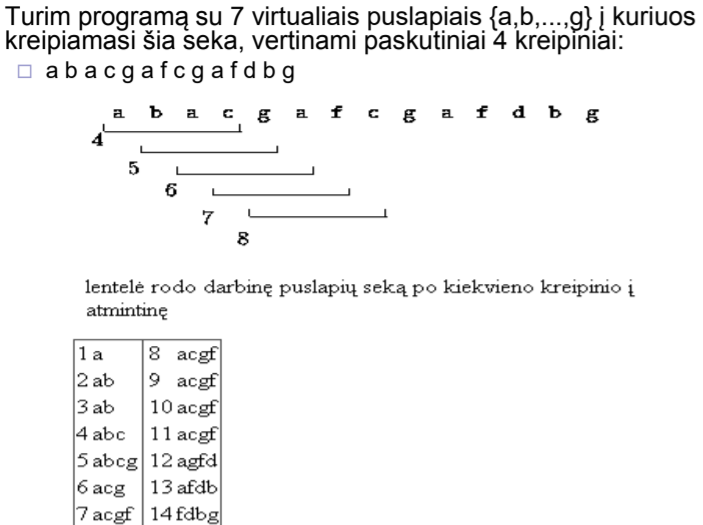 Turim programą su 7 virtualiais puslapiais {a,b,...,g} į kuriuos
kreipiamasi šia seka, vertinami paskutiniai 4 kreipiniai:
a b a c g a f c g a f d b g
a b a c g a f c g a f d b g
4
5
6
7
8
lentelė rodo darbinę puslapių seką po kiekvieno kreipinio į
atmintinę
1 a 8 acgf
2 ab 9 acgf
3 ab 10 acgf
4 abc 11 acgf
5 abcg 12 agfd
6 acg 13 afdb
7 acgf 14 fdbg